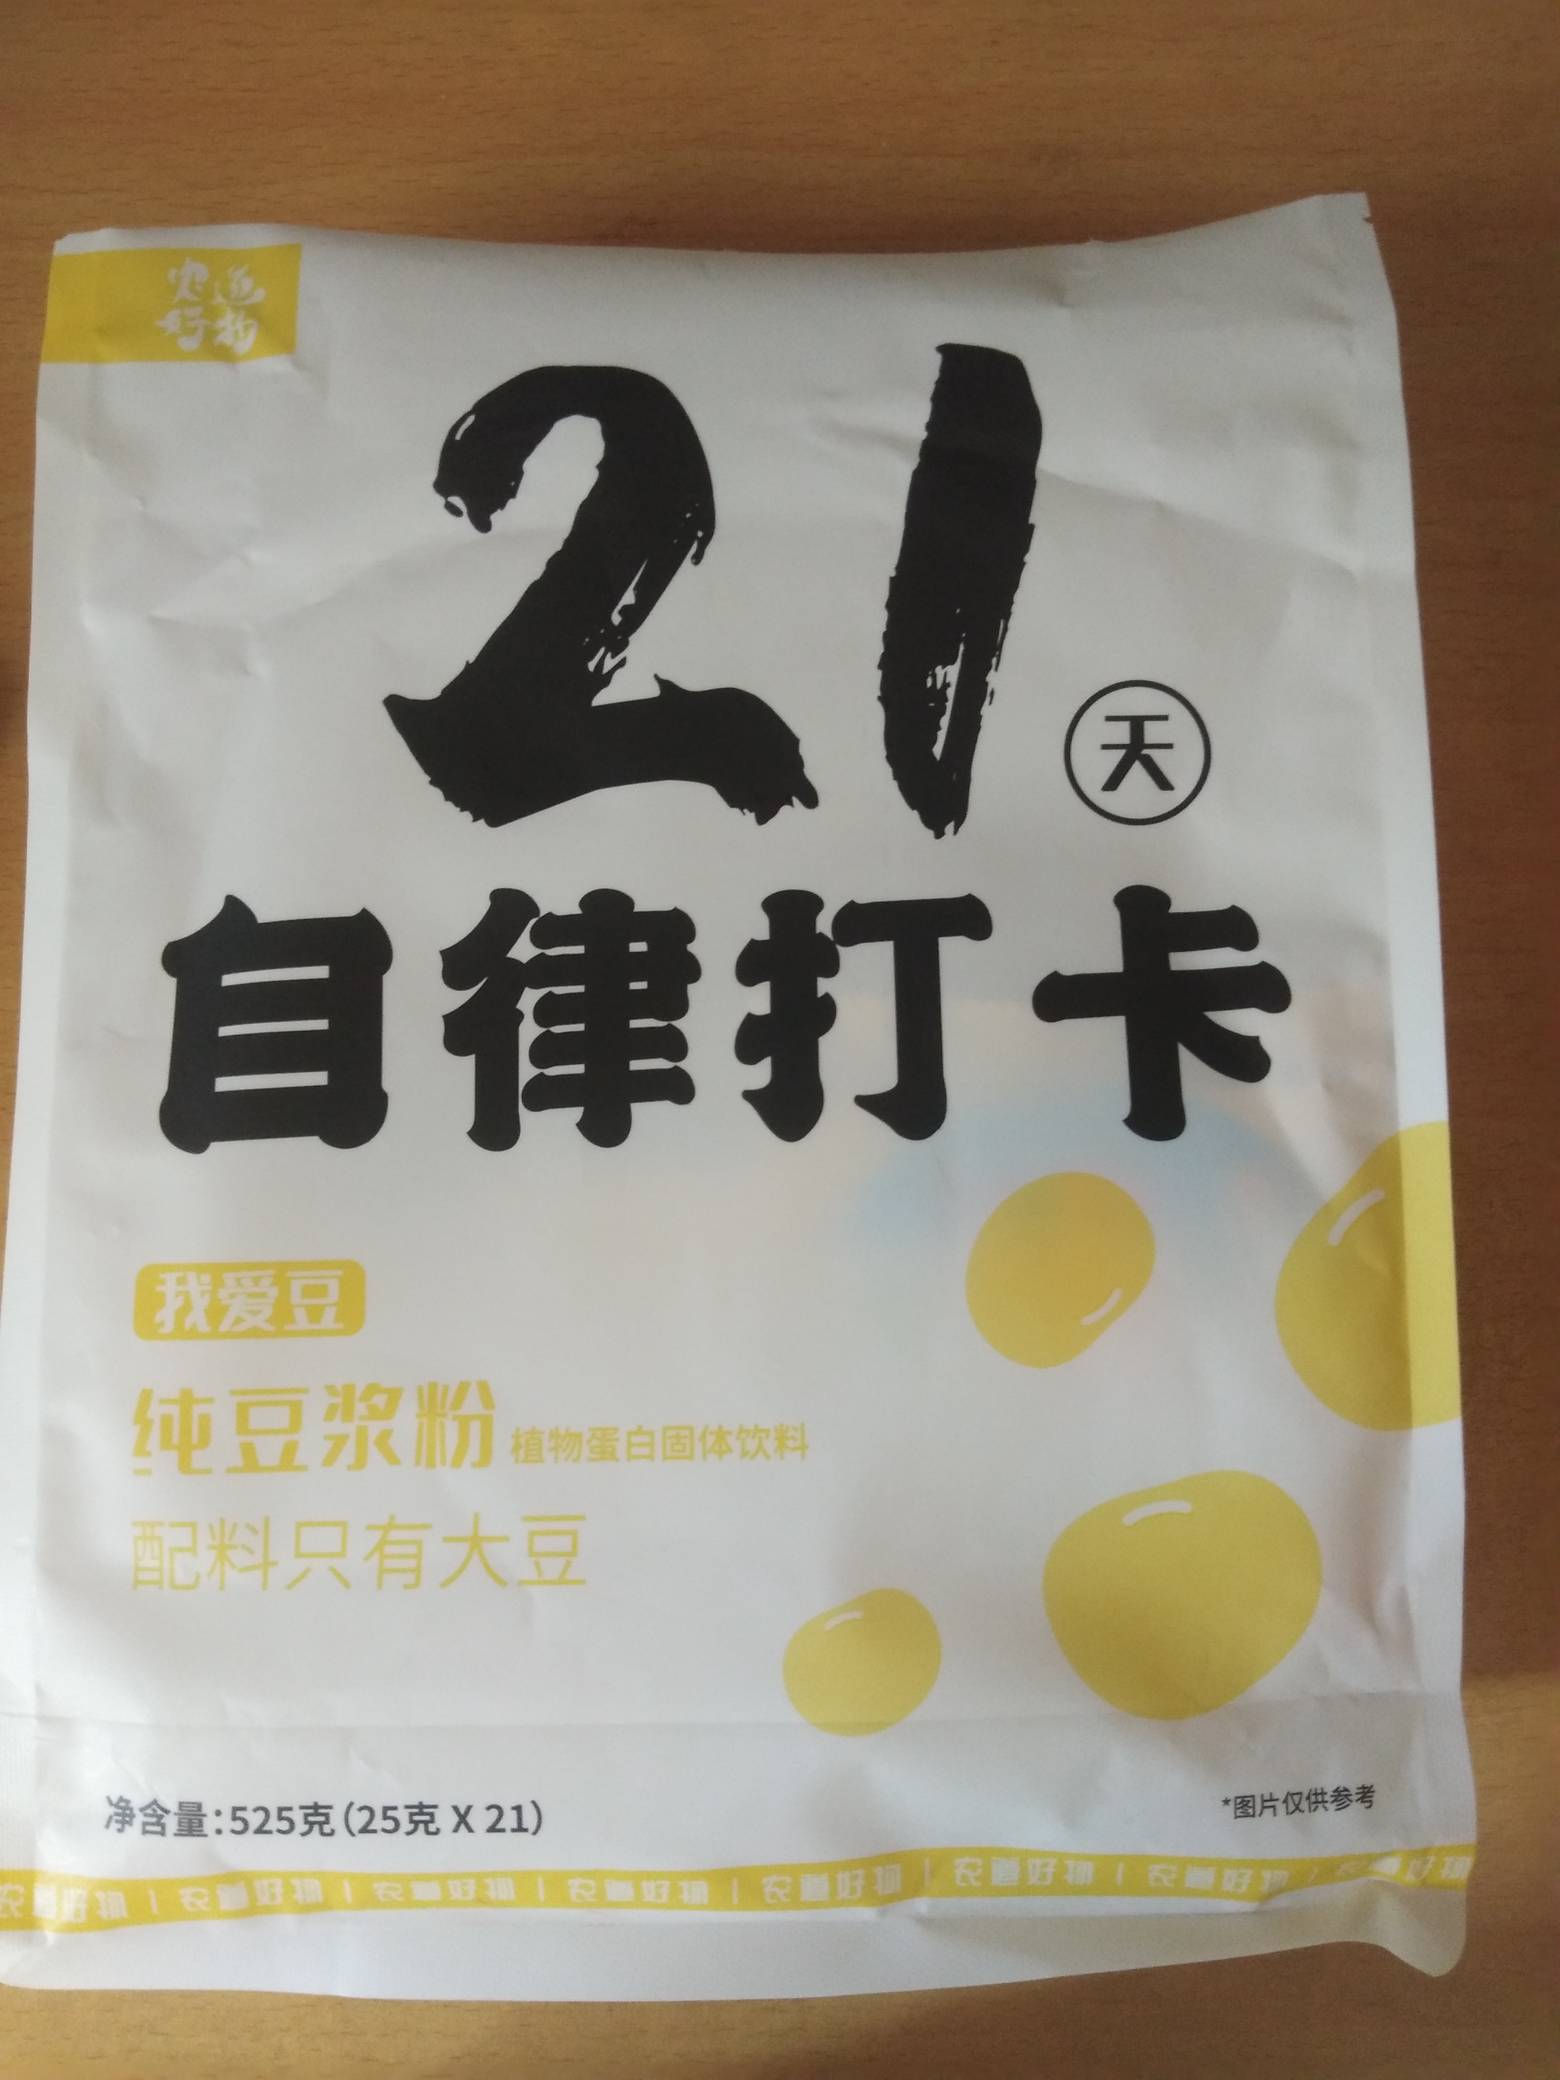 农道
好物
21天
自律打卡
我爱豆
纯豆浆粉 植物蛋白固体饮料
配料只有大豆
净含量:525克(25克 X 21)
*图片仅供参考
农道好物 | 农道好物 | 农道好物 | 农道好物 | 农道好物 | 农道好物 | 农道好物 | 农道好物